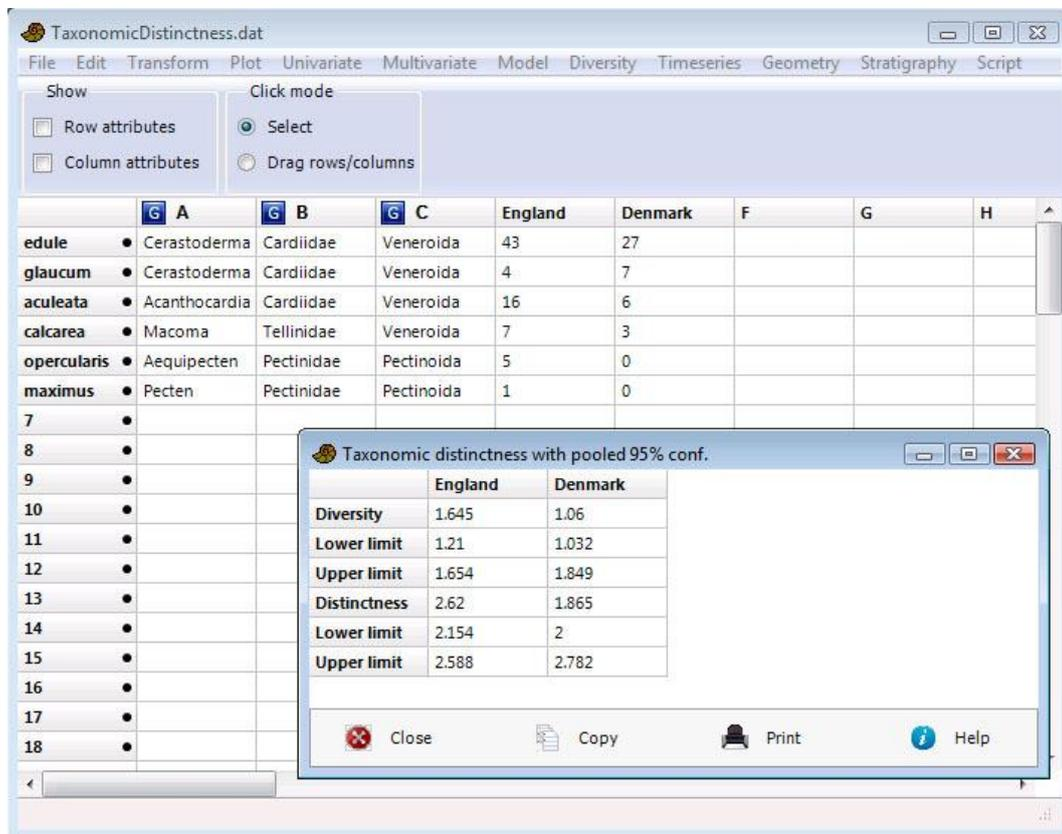 TaxonomicDistinctness.dat
File Edit Transform Plot Univariate Multivariate Model Diversity Timeseries Geometry Stratigraphy Script
Show Click mode
Row attributes Select
Column attributes Drag rows/columns
G A G B G C England Denmark F G H
edule Cerastoderma Cardiidae Veneroida 43 27
glaucum Cerastoderma Cardiidae Veneroida 4 7
aculeata Acanthocardia Cardiidae Veneroida 16 6
calcarea Macoma Tellinidae Veneroida 7 3
opercularis Aequipecten Pectinidae Pectinoida 5 0
maximus Pecten Pectinidae Pectinoida 1 0
7
8
9
10
11
12
13
14
15
16
17
18
Taxonomic distinctness with pooled 95% conf.
England Denmark
Diversity 1.645 1.06
Lower limit 1.21 1.032
Upper limit 1.654 1.849
Distinctness 2.62 1.865
Lower limit 2.154 2
Upper limit 2.588 2.782
Close Copy Print Help